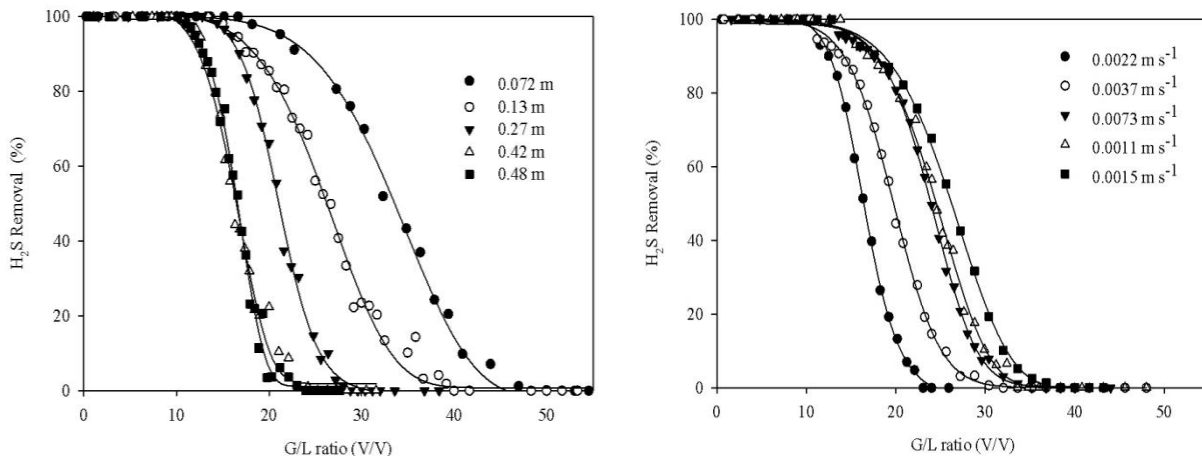 H2S Removal (%)
100
80
60
40
20
0
0 10 20 30 40 50
G/L ratio (V/V)
0.072 m
0.13 m
0.27 m
0.42 m
0.48 m
H2S Removal (%)
100
80
60
40
20
0
0 10 20 30 40 50
G/L ratio (V/V)
0.0022 m s-1
0.0037 m s-1
0.0073 m s-1
0.0011 m s-1
0.0015 m s-1